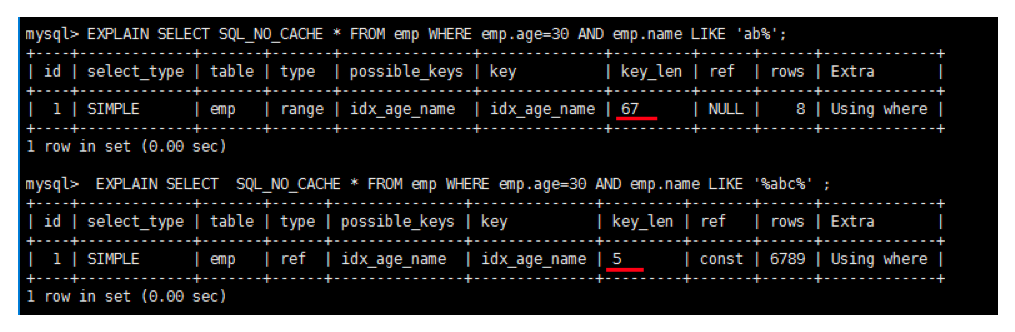 mysql> EXPLAIN SELECT SQL_NO_CACHE * FROM emp WHERE emp.age=30 AND emp.name LIKE 'ab%';
+----+-------------+-------+-------+---------------+--------------+---------+------+------+-------------+
| id | select_type | table | type | possible_keys | key | key_len | ref | rows | Extra |
+----+-------------+-------+-------+---------------+--------------+---------+------+------+-------------+
| 1 | SIMPLE | emp | range | idx_age_name | idx_age_name | 67 | NULL | 8 | Using where |
+----+-------------+-------+-------+---------------+--------------+---------+------+------+-------------+
1 row in set (0.00 sec)
mysql> EXPLAIN SELECT SQL_NO_CACHE * FROM emp WHERE emp.age=30 AND emp.name LIKE '%abc%' ;
+----+-------------+-------+------+---------------+--------------+---------+-------+------+-------------+
| id | select_type | table | type | possible_keys | key | key_len | ref | rows | Extra |
+----+-------------+-------+------+---------------+--------------+---------+-------+------+-------------+
| 1 | SIMPLE | emp | ref | idx_age_name | idx_age_name | 5 | const | 6789 | Using where |
+----+-------------+-------+------+---------------+--------------+---------+-------+------+-------------+
1 row in set (0.00 sec)